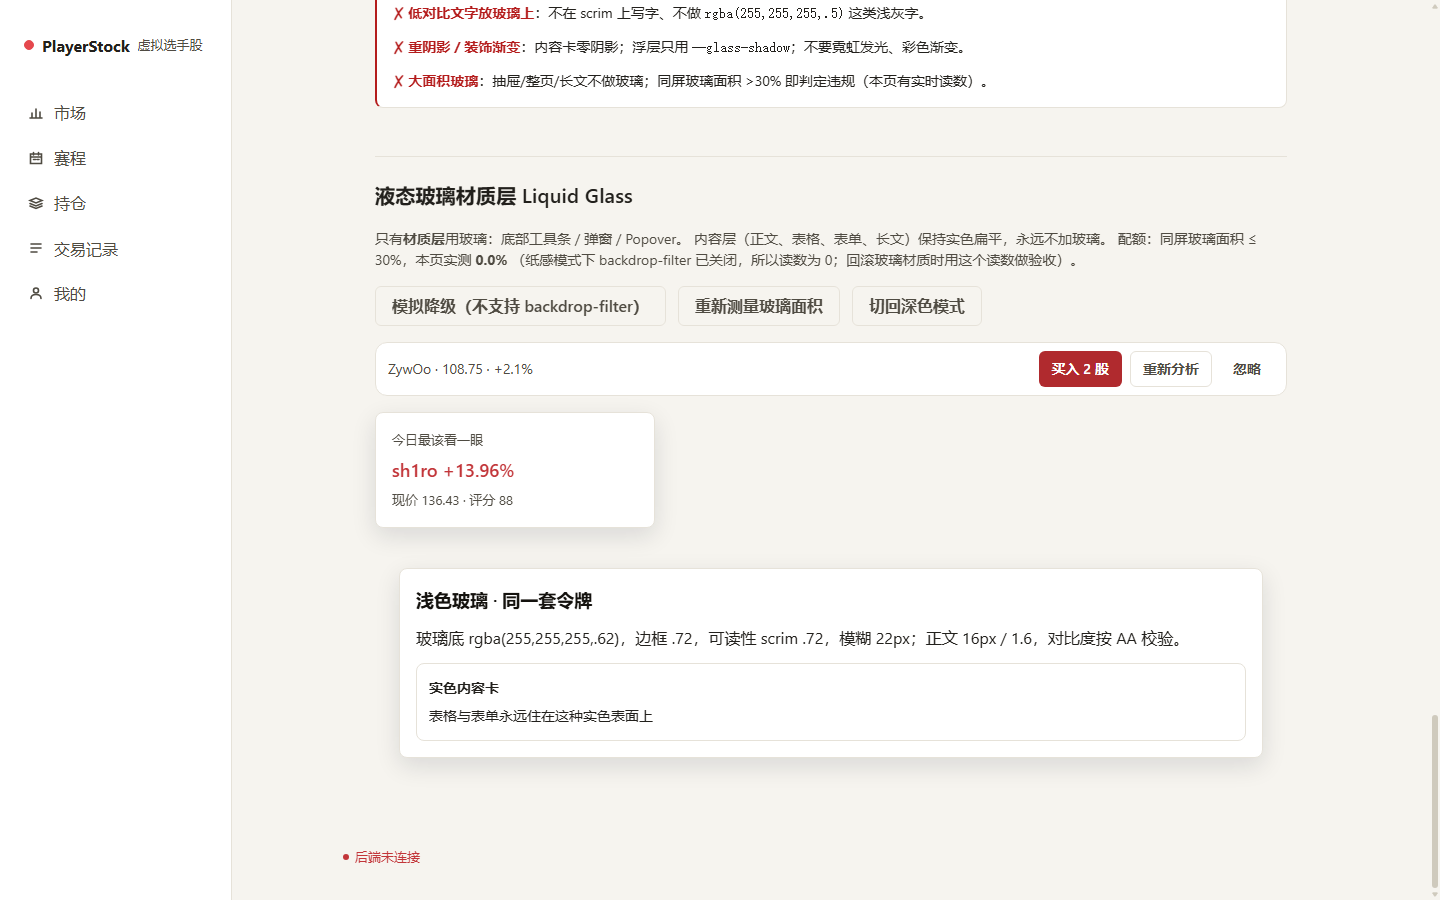 PlayerStock 虚拟选手股
市场
赛程
持仓
交易记录
我的
✗ 低对比文字放玻璃上：不在 scrim 上写字、不做 rgba(255,255,255,.5) 这类浅灰字。
✗ 重阴影 / 装饰渐变：内容卡零阴影；浮层只用 --glass-shadow；不要霓虹发光、彩色渐变。
✗ 大面积玻璃：抽屉/整页/长文不做玻璃；同屏玻璃面积 >30% 即判定违规（本页有实时读数）。
液态玻璃材质层 Liquid Glass
只有材质层用玻璃：底部工具条 / 弹窗 / Popover。 内容层（正文、表格、表单、长文）保持实色扁平，永远不加玻璃。 配额：同屏玻璃面积 ≤
30%，本页实测 0.0% （纸感模式下 backdrop-filter 已关闭，所以读数为 0；回滚玻璃材质时用这个读数做验收）。
模拟降级（不支持 backdrop-filter）
重新测量玻璃面积
切回深色模式
ZywOo · 108.75 · +2.1%
买入 2 股
重新分析
忽略
今日最该看一眼
sh1ro +13.96%
现价 136.43 · 评分 88
浅色玻璃 · 同一套令牌
玻璃底 rgba(255,255,255,.62)，边框 .72，可读性 scrim .72，模糊 22px；正文 16px / 1.6，对比度按 AA 校验。
实色内容卡
表格与表单永远住在这种实色表面上
后端未连接